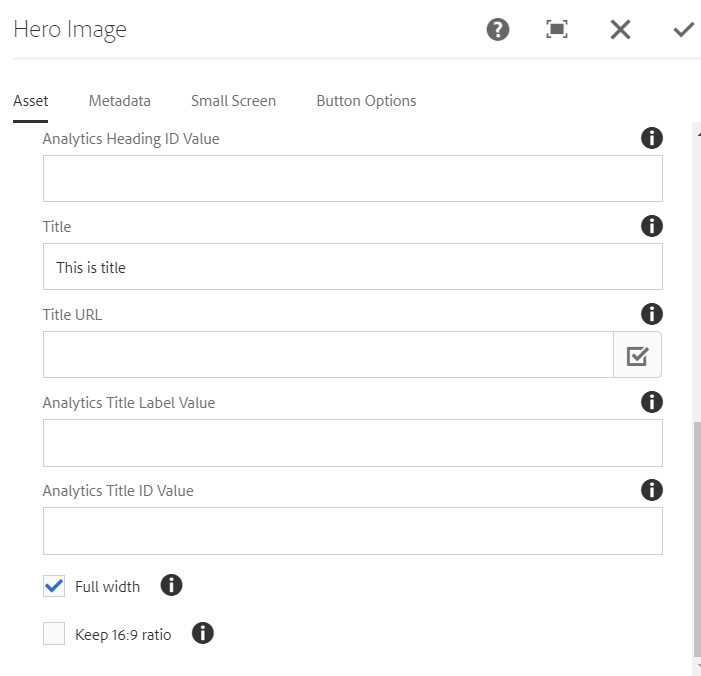 Hero Image
Asset Metadata Small Screen Button Options
Analytics Heading ID Value
Title
This is title
Title URL
Analytics Title Label Value
Analytics Title ID Value
Full width
Keep 16:9 ratio